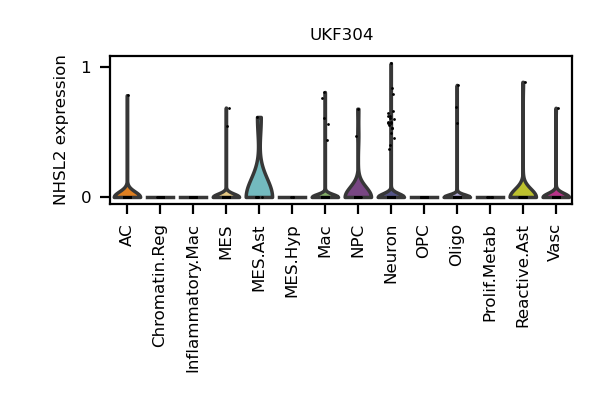 UKF304
NHSL2 expression
1
0
AC
Chromatin.Reg
Inflammatory.Mac
MES
MES.Ast
MES.Hyp
Mac
NPC
Neuron
OPC
Oligo
Prolif.Metab
Reactive.Ast
Vasc